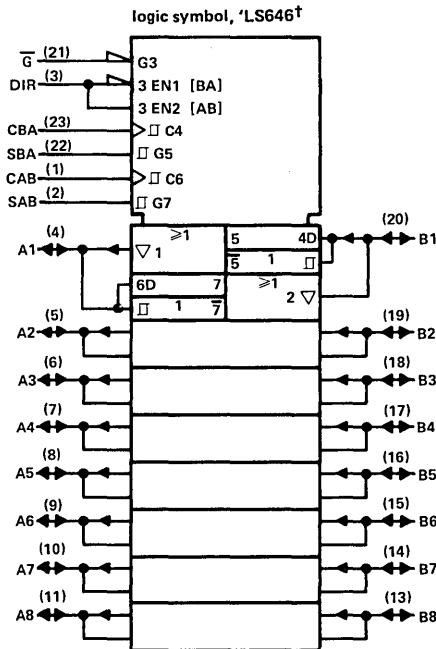 logic symbol, 'LS646†
G̅ (21) G3
DIR (3) 3 EN1 [BA]
3 EN2 [AB]
CBA (23) C4
SBA (22) G5
CAB (1) C6
SAB (2) G7
A1 (4) ≥1 ▽ 1 5 4D (20) B1
5̅ 1
6D 7 ≥1
1 7̅ 2 ▽
A2 (5) (19) B2
A3 (6) (18) B3
A4 (7) (17) B4
A5 (8) (16) B5
A6 (9) (15) B6
A7 (10) (14) B7
A8 (11) (13) B8